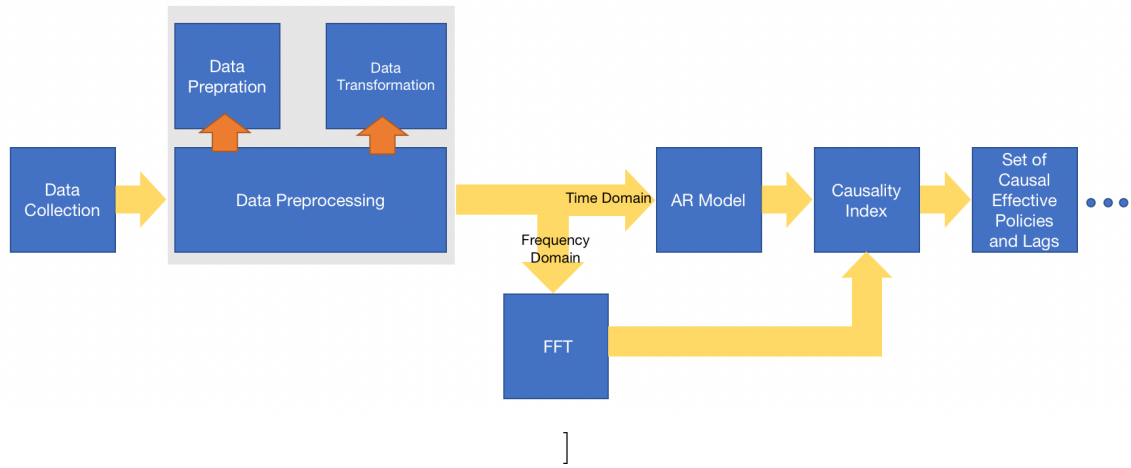 Data
Prepration
Data
Transformation
Data
Collection
Data Preprocessing
Time Domain
Frequency
Domain
AR Model
Causality
Index
Set of
Causal
Effective
Policies
and Lags
FFT
]